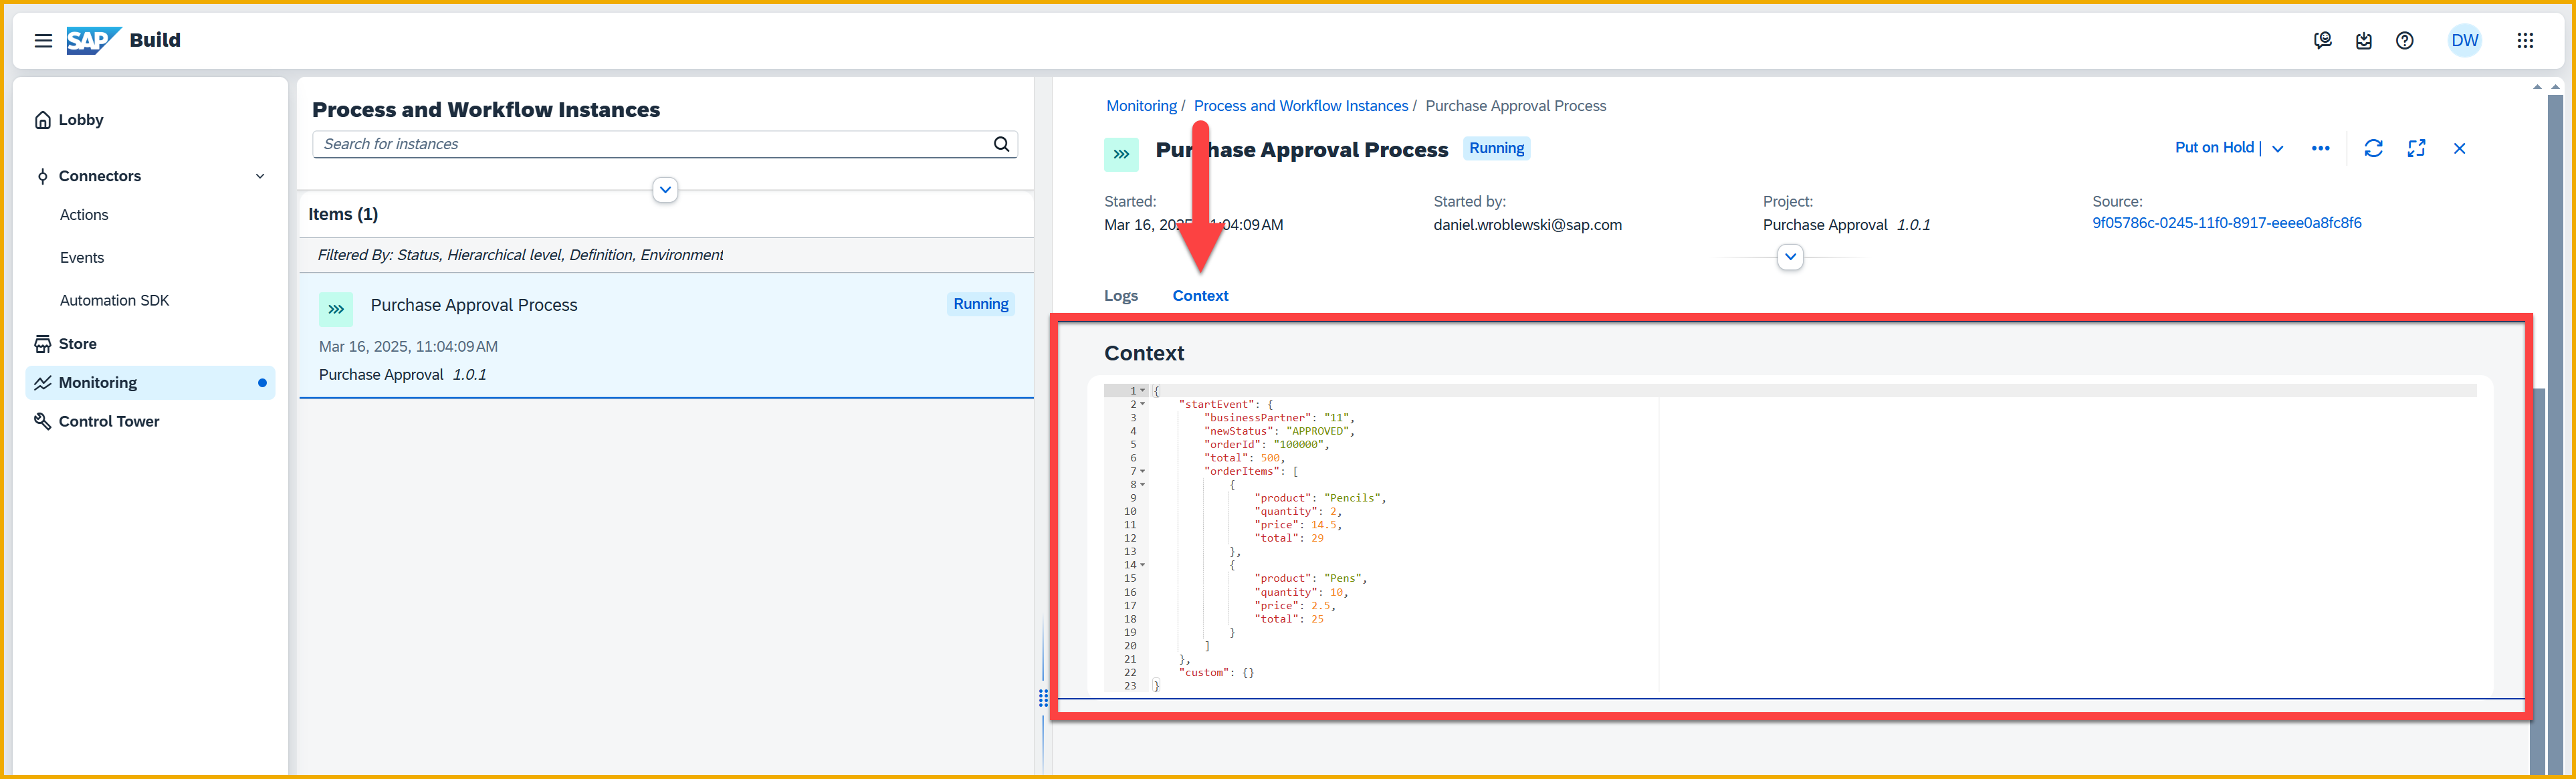 SAP Build
DW
Lobby
Connectors
Actions
Events
Automation SDK
Store
Monitoring
Control Tower
Process and Workflow Instances
Search for instances
Items (1)
Filtered By: Status, Hierarchical level, Definition, Environment
Purchase Approval Process
Running
Mar 16, 2025, 11:04:09 AM
Purchase Approval 1.0.1
Monitoring / Process and Workflow Instances / Purchase Approval Process
Purchase Approval Process Running
Put on Hold
Started: Started by: Project: Source:
Mar 16, 2025, 11:04:09 AM daniel.wroblewski@sap.com Purchase Approval 1.0.1 9f05786c-0245-11f0-8917-eeee0a8fc8f6
Logs Context
Context
1 {
2 "startEvent": {
3 "businessPartner": "11",
4 "newStatus": "APPROVED",
5 "orderId": "100000",
6 "total": 500,
7 "orderItems": [
8 {
9 "product": "Pencils",
10 "quantity": 2,
11 "price": 14.5,
12 "total": 29
13 },
14 {
15 "product": "Pens",
16 "quantity": 10,
17 "price": 2.5,
18 "total": 25
19 }
20 ]
21 },
22 "custom": {}
23 }